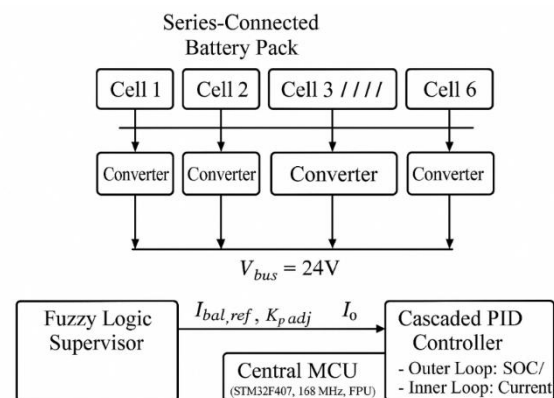 Series-Connected
Battery Pack
Cell 1
Cell 2
Cell 3 ////
Cell 6
Converter
Converter
Converter
Converter
V_bus = 24V
Fuzzy Logic
Supervisor
I_bal,ref, K_p adj
I_o
Cascaded PID
Controller
- Outer Loop: SOC/
- Inner Loop: Current
Central MCU
(STM32F407, 168 MHz, FPU)